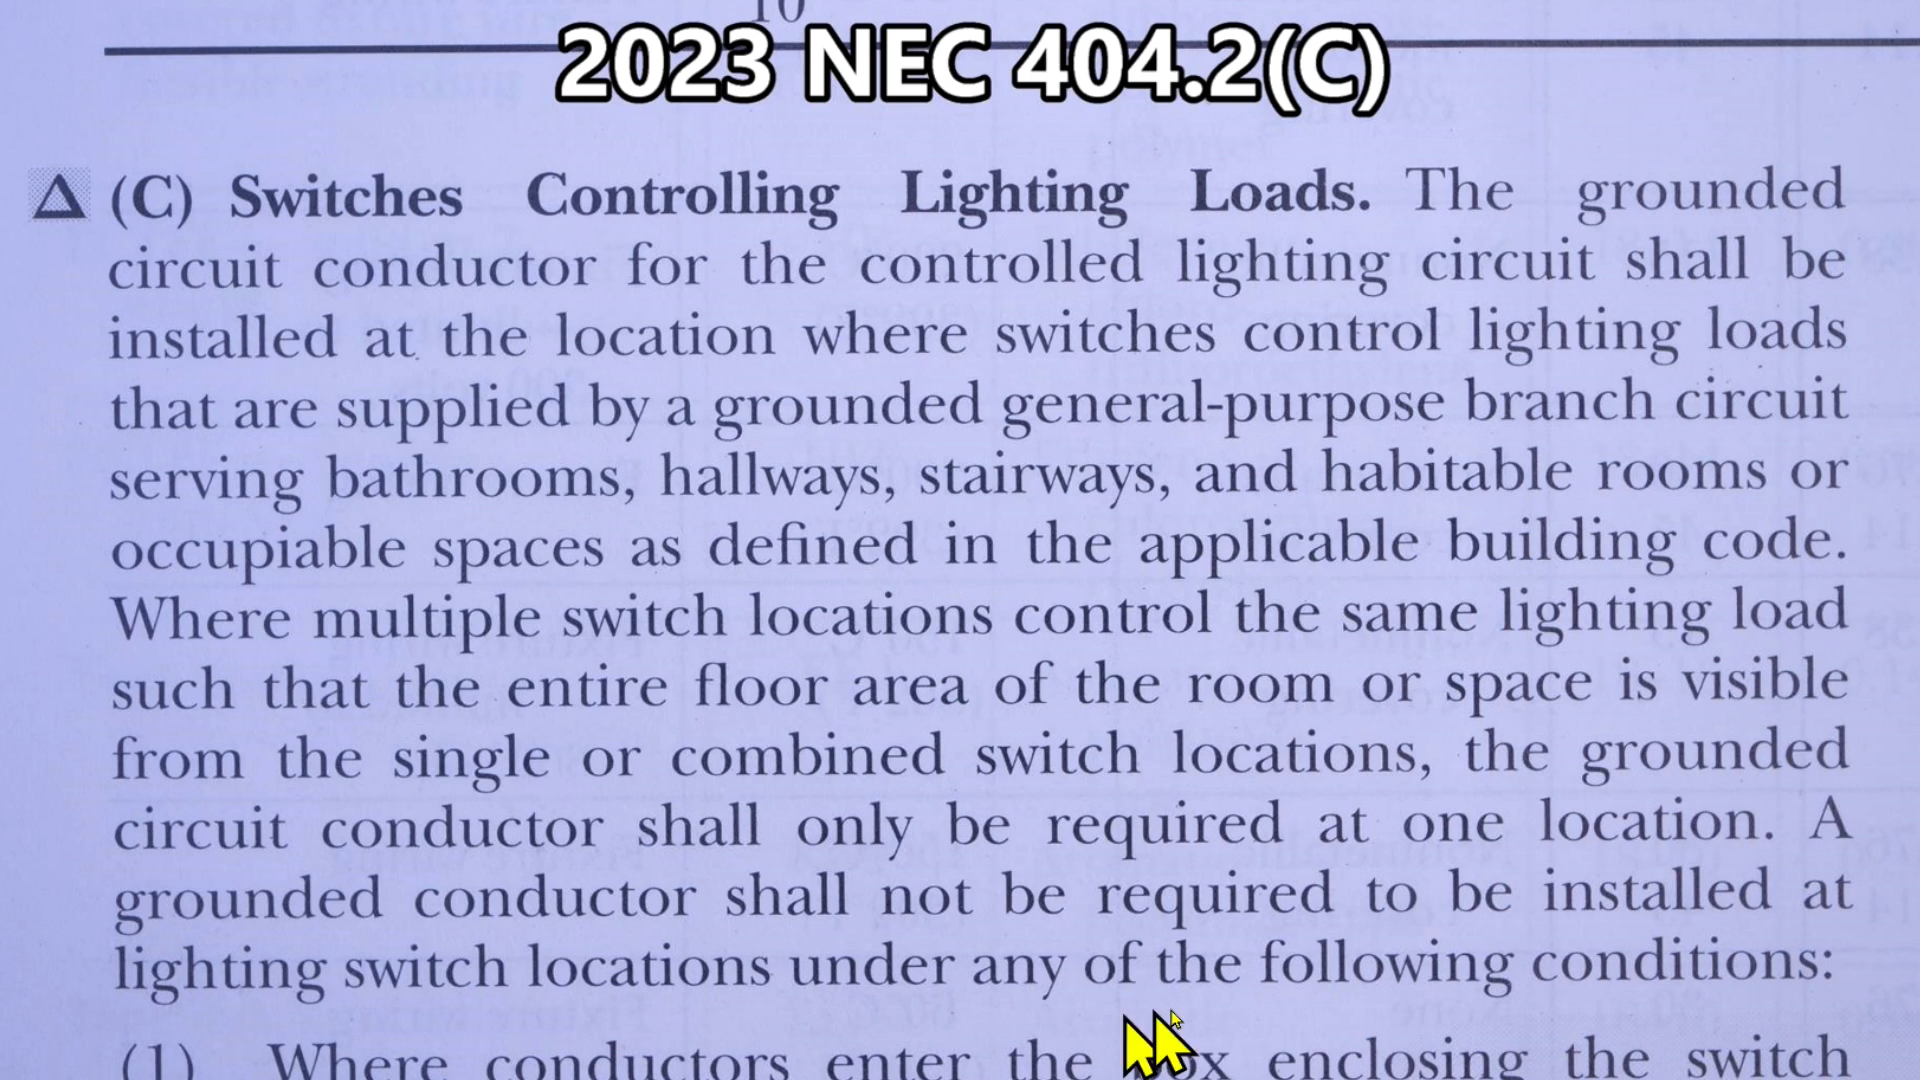 10
2023 NEC 404.2(C)
Δ (C) Switches Controlling Lighting Loads. The grounded
circuit conductor for the controlled lighting circuit shall be
installed at the location where switches control lighting loads
that are supplied by a grounded general-purpose branch circuit
serving bathrooms, hallways, stairways, and habitable rooms or
occupiable spaces as defined in the applicable building code.
Where multiple switch locations control the same lighting load
such that the entire floor area of the room or space is visible
from the single or combined switch locations, the grounded
circuit conductor shall only be required at one location. A
grounded conductor shall not be required to be installed at
lighting switch locations under any of the following conditions:
(1) Where conductors enter the box enclosing the switch